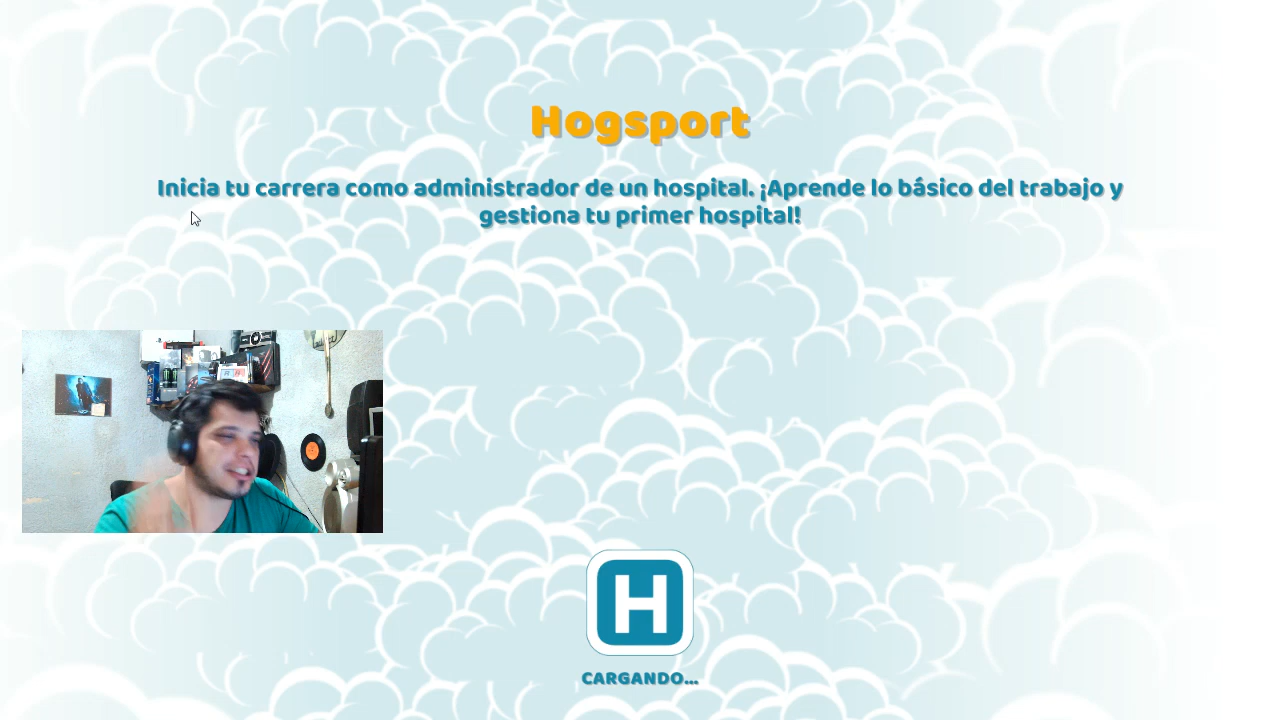 Hogsport
Inicia tu carrera como administrador de un hospital. ¡Aprende lo básico del trabajo y
gestiona tu primer hospital!
H
CARGANDO...